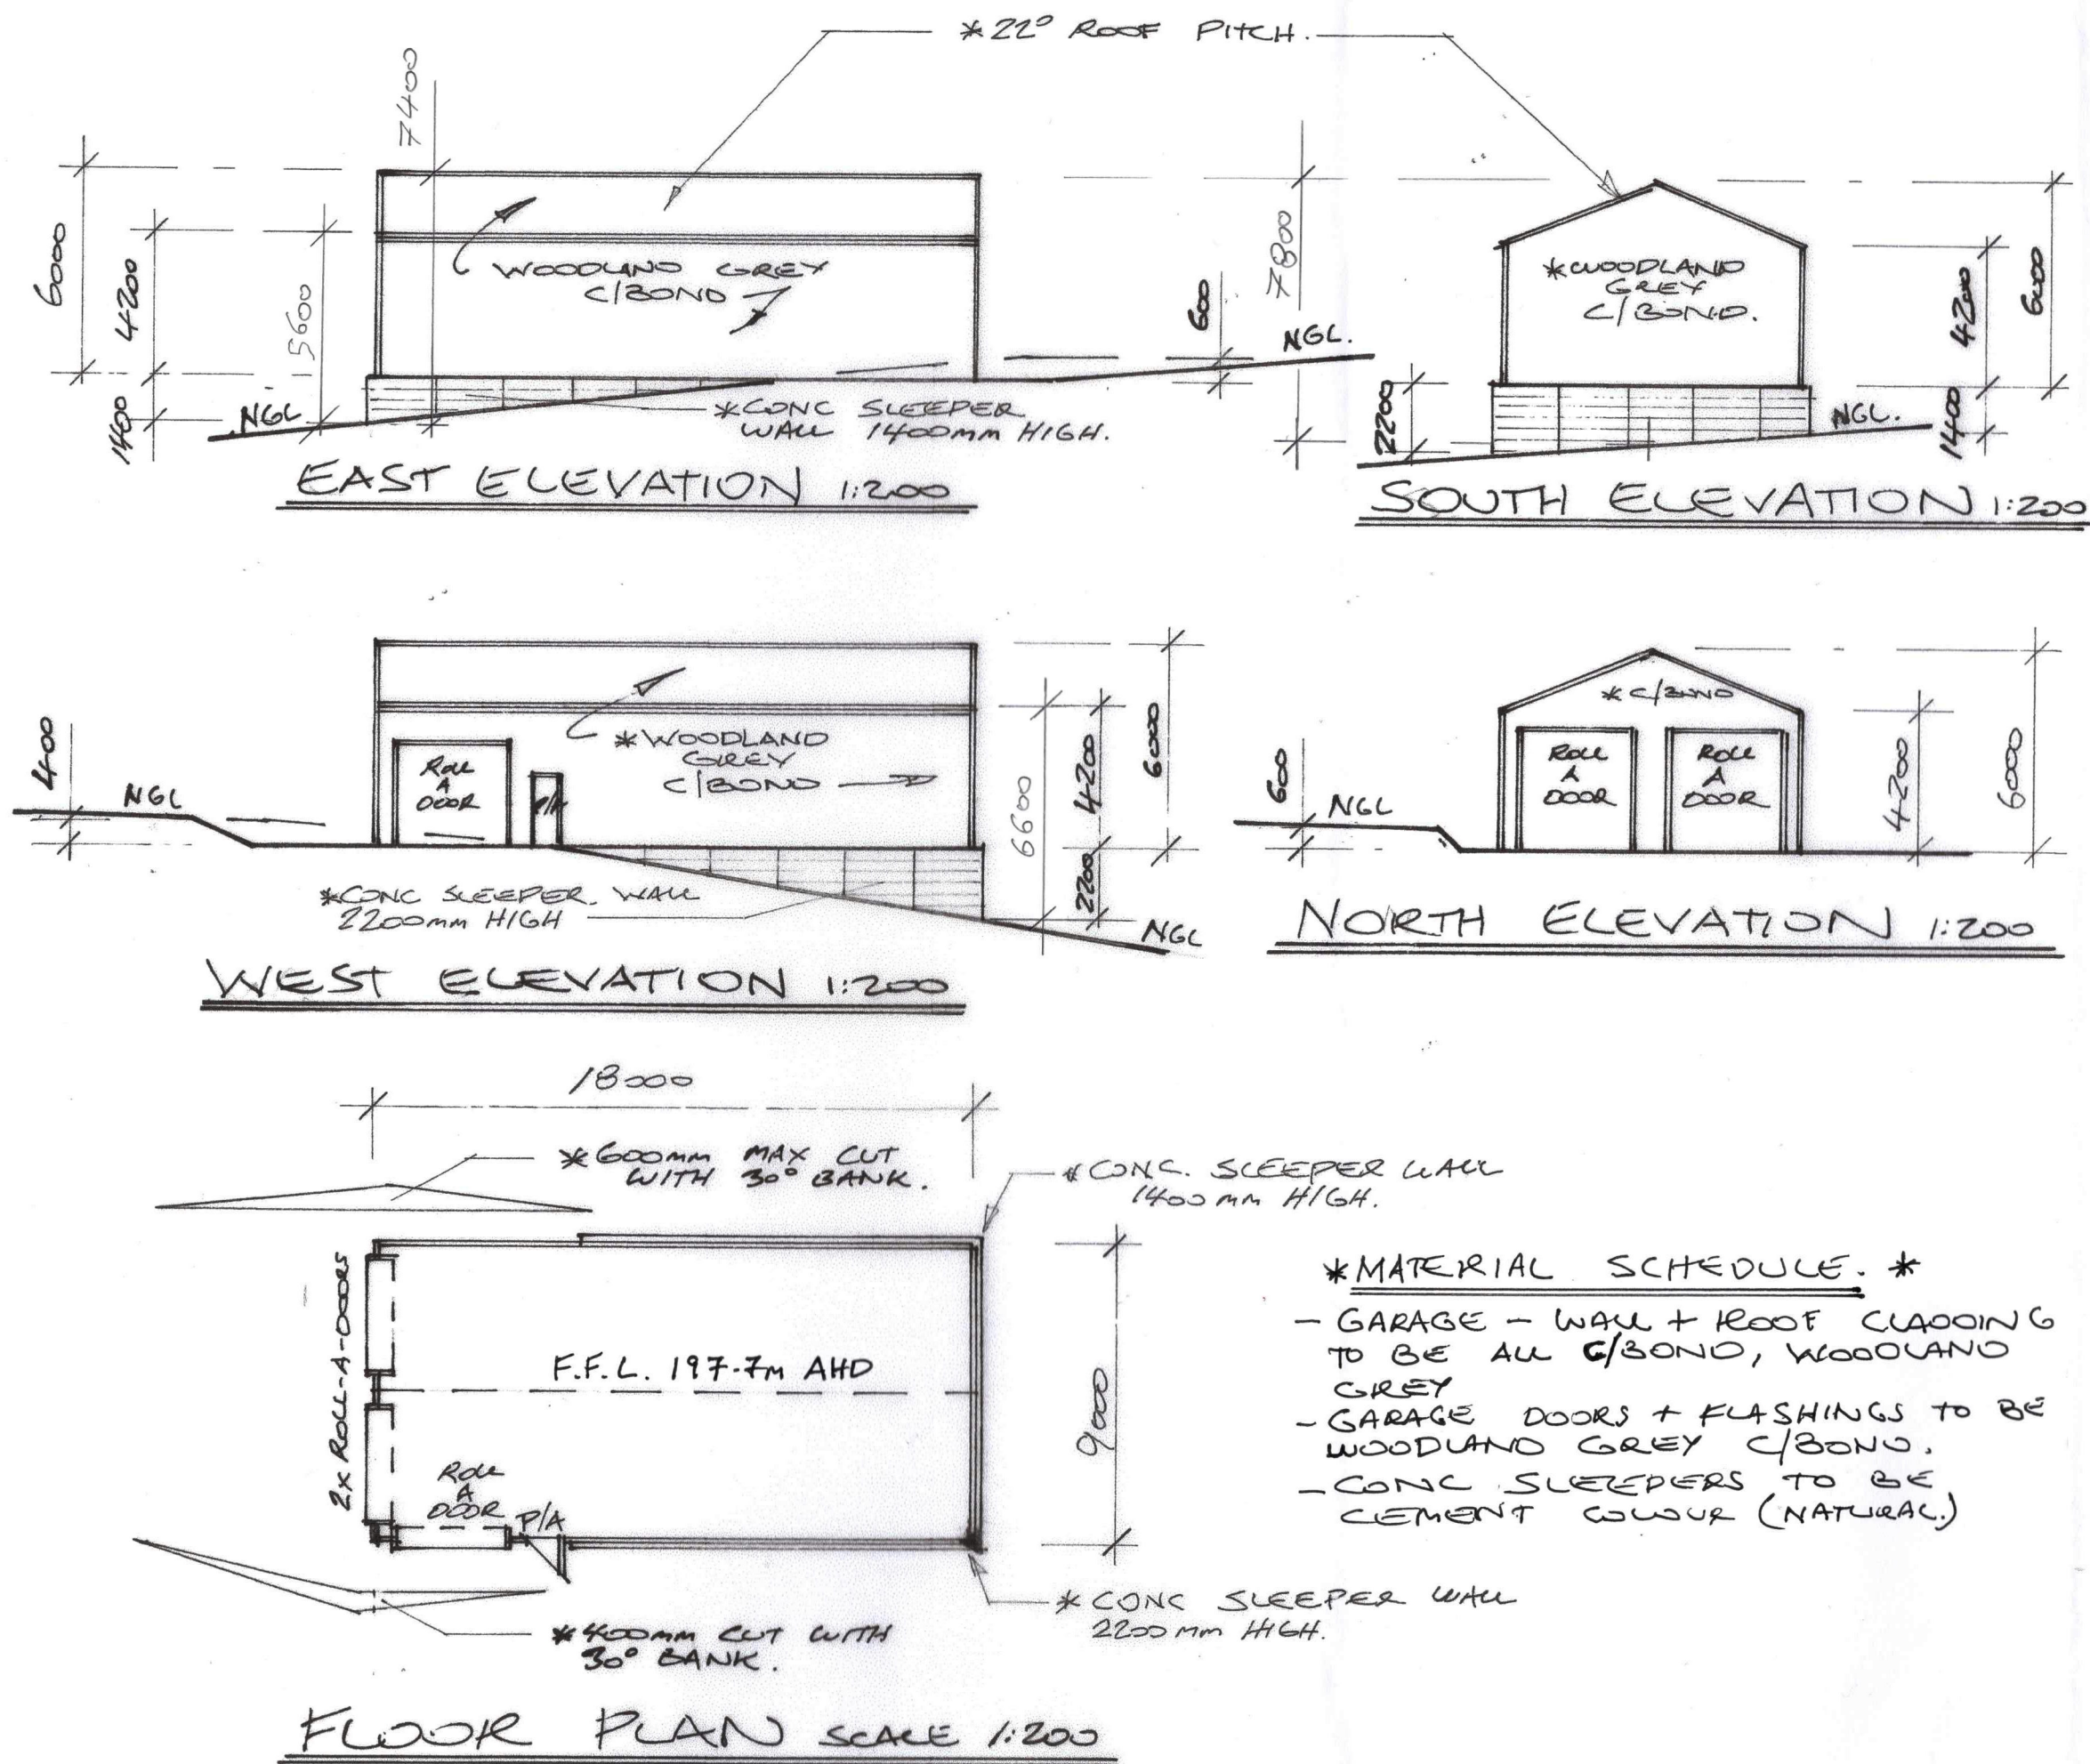 *22° ROOF PITCH.
7400
6000
4200
5600
1400
NGL
WOODLAND GREY
C/BOND
*CONC SLEEPER
WALL 1400mm HIGH.
600
7800
NGL.
EAST ELEVATION 1:200
*WOODLAND
GREY
C/BOND.
2200
4200
6000
1400
NGL.
SOUTH ELEVATION 1:200
400
NGL
ROLL
A
DOOR
*WOODLAND
GREY
C/BOND
*CONC SLEEPER WALL
2200mm HIGH
6600
4200
2200
6000
NGL
WEST ELEVATION 1:200
600
NGL
*C/BOND
ROLL
A
DOOR
ROLL
A
DOOR
4200
6000
NORTH ELEVATION 1:200
18000
*600mm MAX CUT
WITH 30° BANK.
*CONC. SLEEPER WALL
1400mm HIGH.
2x ROLL-A-DOORS
F.F.L. 197.7m AHD
9000
ROLL
A
DOOR
P/A
*CONC SLEEPER WALL
2200mm HIGH.
*400mm CUT WITH
30° BANK.
FLOOR PLAN SCALE 1:200
*MATERIAL SCHEDULE.*
- GARAGE - WALL + ROOF CLADDING
TO BE ALL C/BOND, WOODLAND
GREY
- GARAGE DOORS + FLASHINGS TO BE
WOODLAND GREY C/BOND.
- CONC SLEEPERS TO BE
CEMENT COLOUR (NATURAL.)